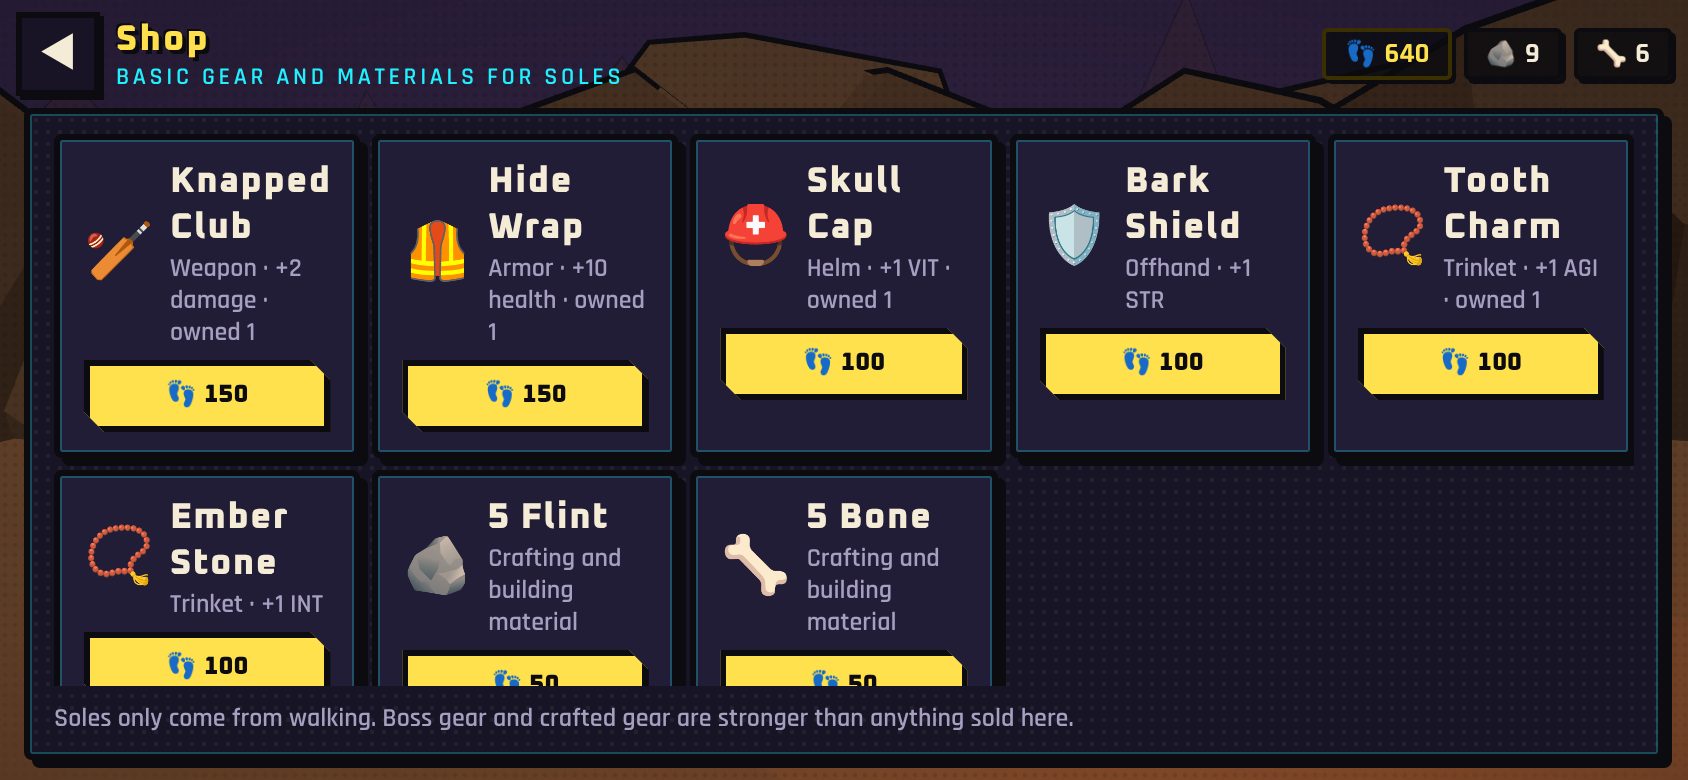 Shop
BASIC GEAR AND MATERIALS FOR SOLES
640
9
6
Knapped
Club
Weapon · +2
damage ·
owned 1
150
Hide
Wrap
Armor · +10
health · owned
1
150
Skull
Cap
Helm · +1 VIT ·
owned 1
100
Bark
Shield
Offhand · +1
STR
100
Tooth
Charm
Trinket · +1 AGI
· owned 1
100
Ember
Stone
Trinket · +1 INT
100
5 Flint
Crafting and
building
material
50
5 Bone
Crafting and
building
material
50
Soles only come from walking. Boss gear and crafted gear are stronger than anything sold here.